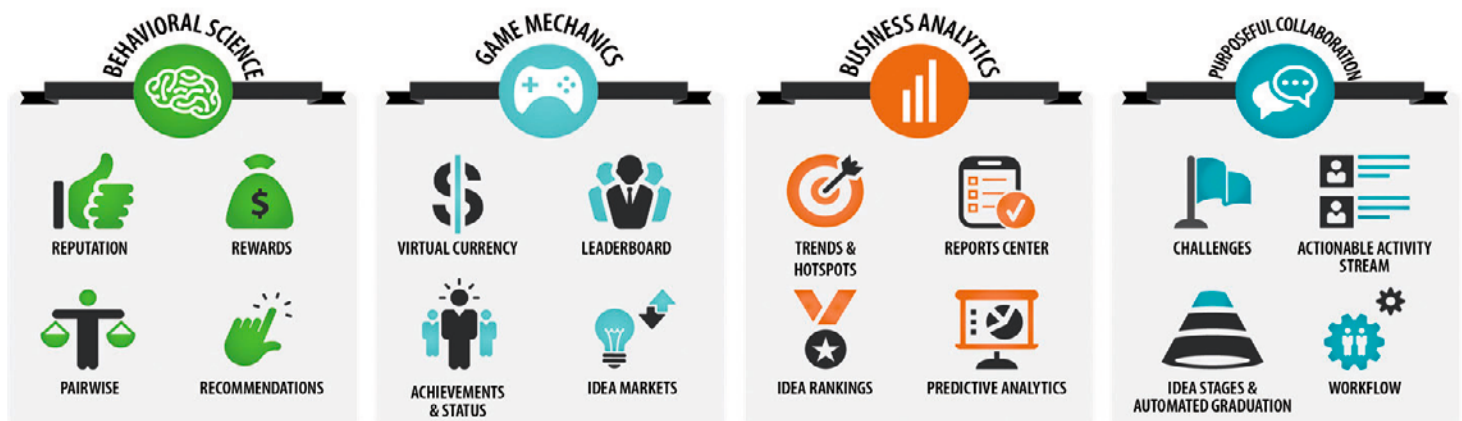 BEHAVIORAL SCIENCE
REPUTATION
REWARDS
$
PAIRWISE
RECOMMENDATIONS
GAME MECHANICS
$
VIRTUAL CURRENCY
LEADERBOARD
ACHIEVEMENTS
& STATUS
IDEA MARKETS
BUSINESS ANALYTICS
TRENDS &
HOTSPOTS
REPORTS CENTER
IDEA RANKINGS
PREDICTIVE ANALYTICS
PURPOSEFUL COLLABORATION
CHALLENGES
ACTIONABLE ACTIVITY
STREAM
IDEA STAGES &
AUTOMATED GRADUATION
WORKFLOW